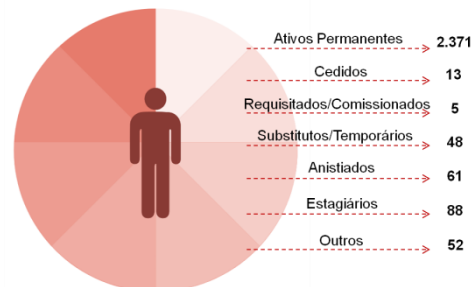 Ativos Permanentes 2.371
Cedidos 13
Requisitados/Comissionados 5
Substitutos/Temporários 48
Anistiados 61
Estagiários 88
Outros 52